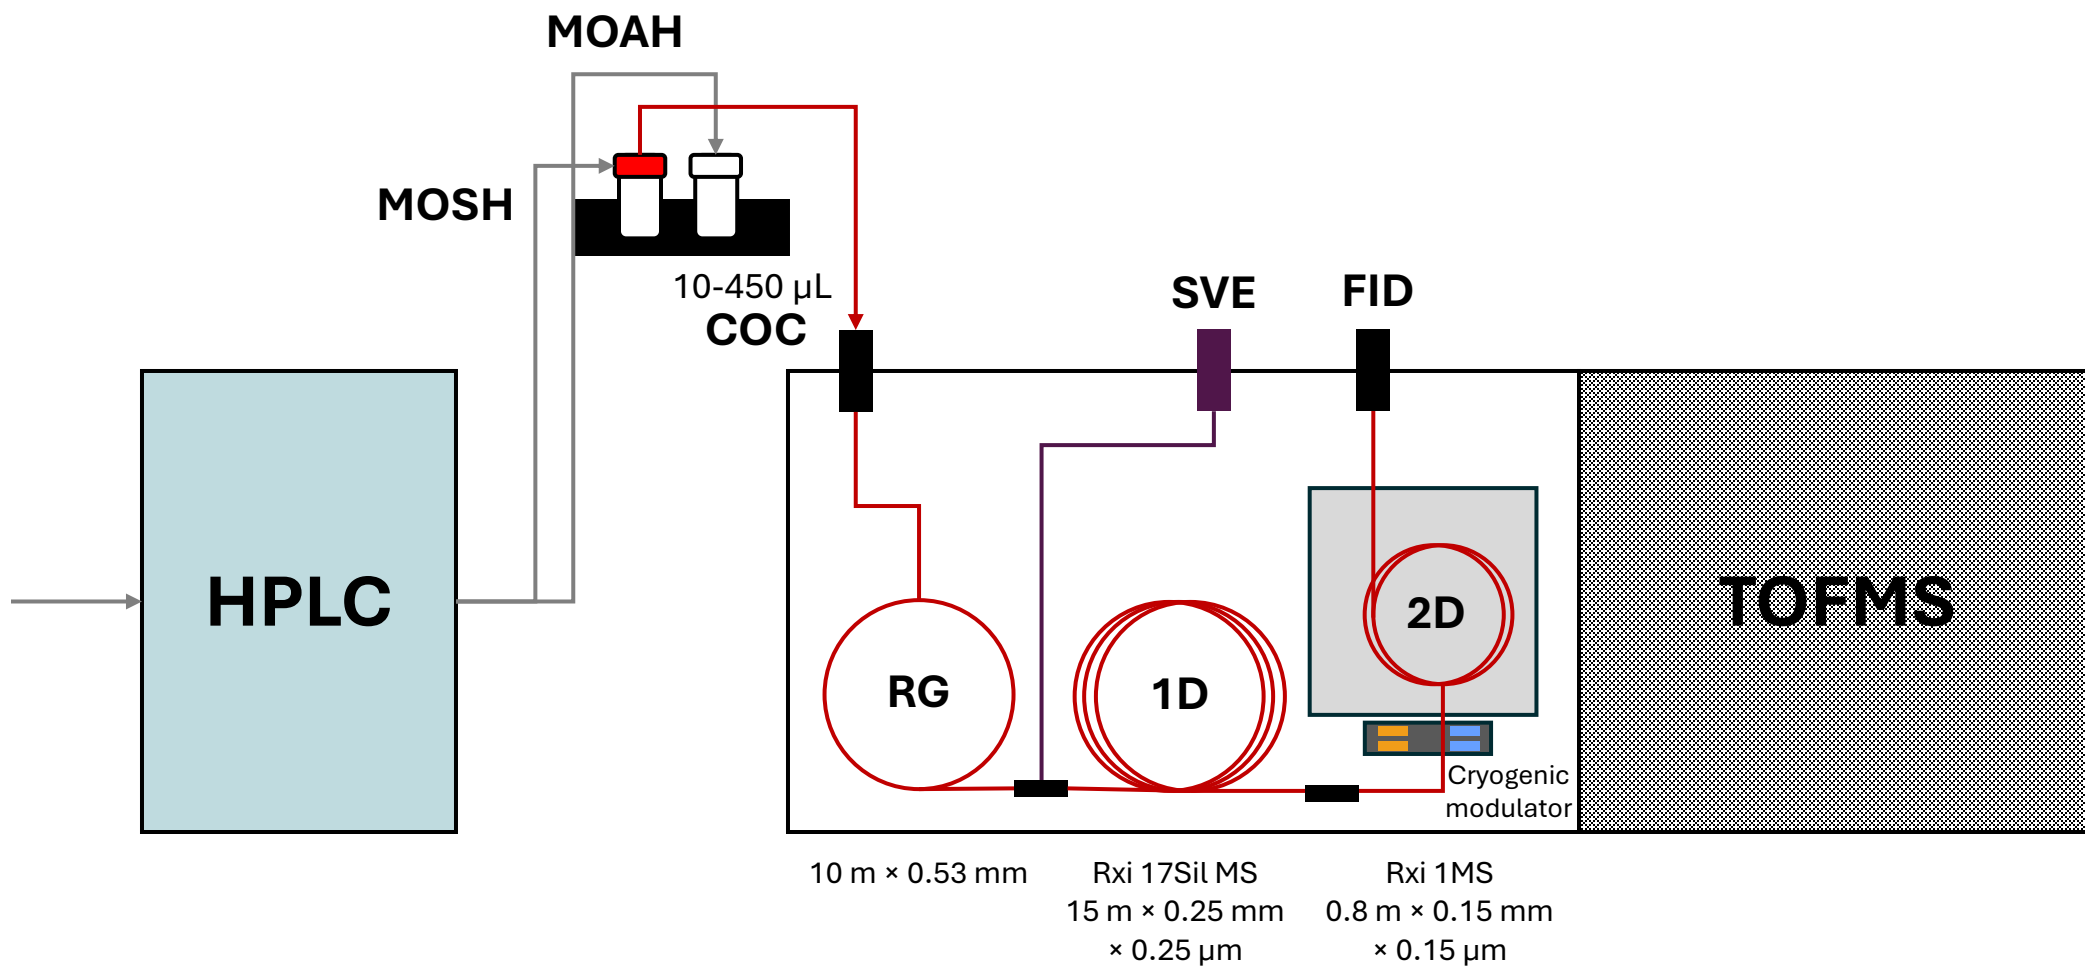 MOAH
MOSH
10-450 µL
COC
SVE
FID
HPLC
RG
1D
2D
TOFMS
Cryogenic
modulator
10 m × 0.53 mm
Rxi 17Sil MS
15 m × 0.25 mm
× 0.25 µm
Rxi 1MS
0.8 m × 0.15 mm
× 0.15 µm